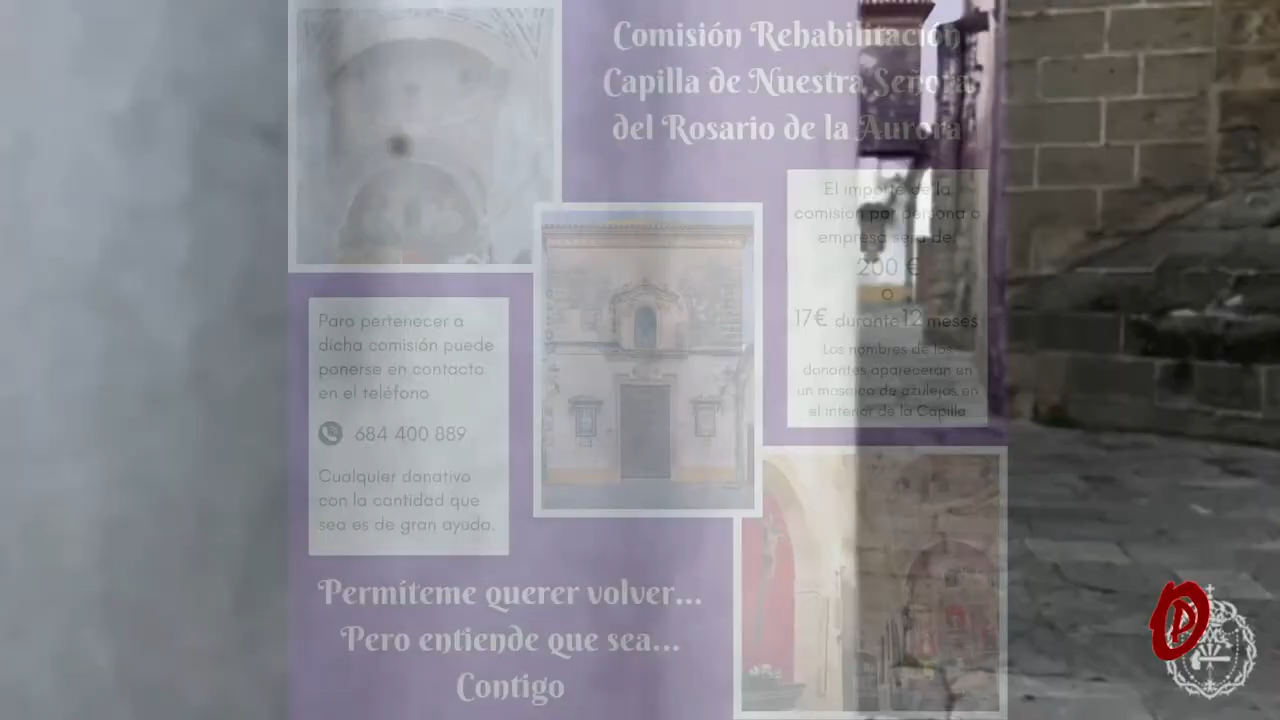 Comisión Rehabilitación
Capilla de Nuestra Señora
del Rosario de la Aurora
El importe de la
comisión por persona o
empresa será de
200 €
o
17€ durante 12 meses
Los nombres de los
donantes apareceran en
un mosaico de azulejos en
el interior de la Capilla
Para pertenecer a
dicha comisión puede
ponerse en contacto
en el teléfono
684 400 889
Cualquier donativo
con la cantidad que
sea es de gran ayuda.
Permíteme querer volver...
Pero entiende que sea...
Contigo